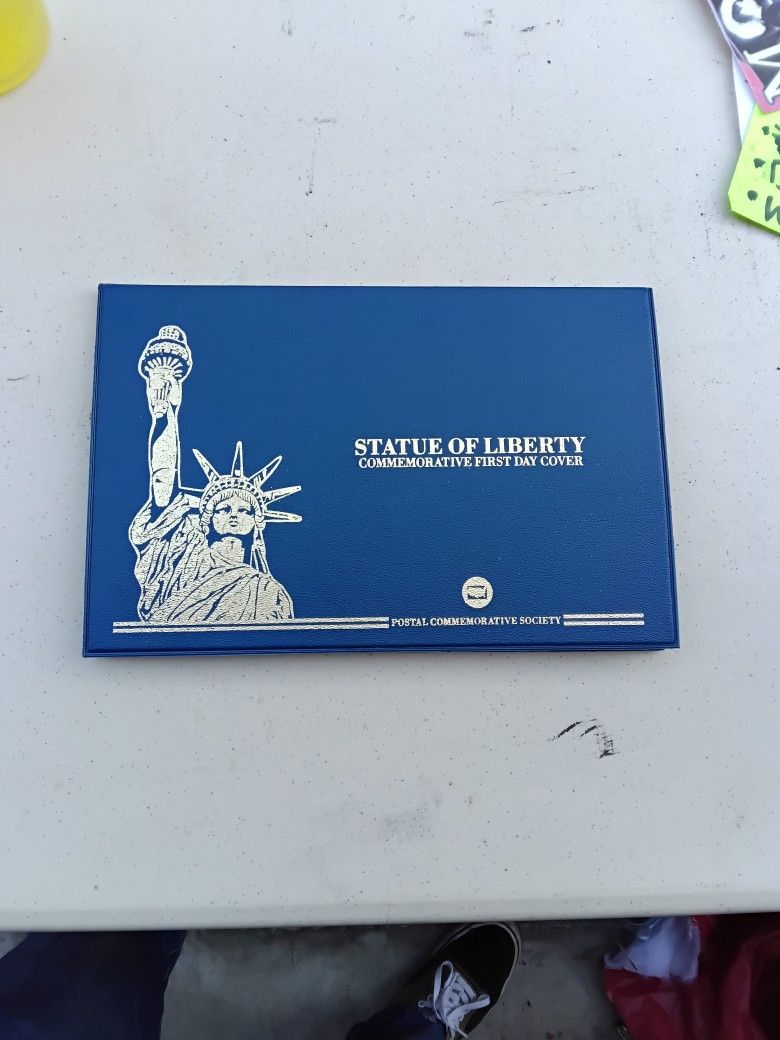 STATUE OF LIBERTY
COMMEMORATIVE FIRST DAY COVER
POSTAL COMMEMORATIVE SOCIETY